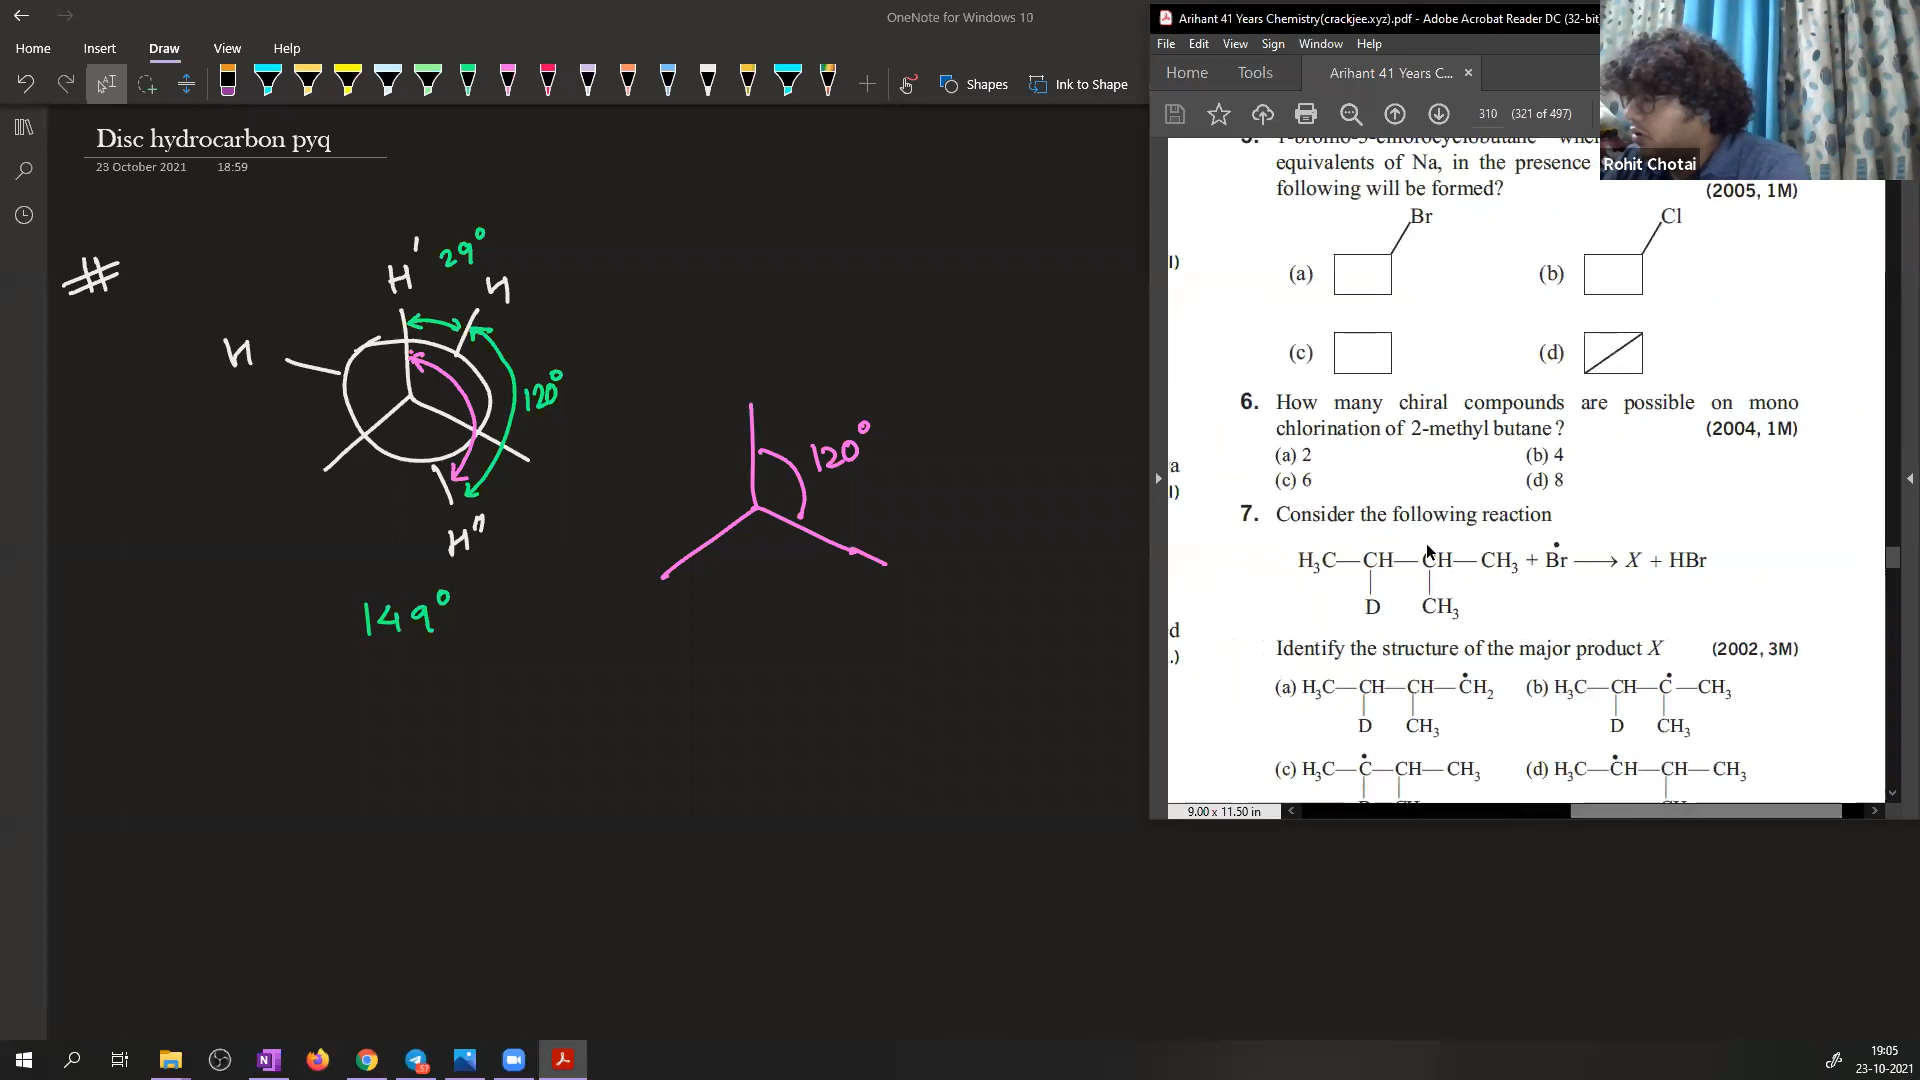 OneNote for Windows 10
Home Insert Draw View Help
Shapes Ink to Shape
Disc hydrocarbon pyq
23 October 2021 18:59
H' 29°
H
H
120°
H"
149°
120°
Arihant 41 Years Chemistry(crackjee.xyz).pdf - Adobe Acrobat Reader DC (32-bit
File Edit View Sign Window Help
Home Tools Arihant 41 Years C... ×
310 (321 of 497)
Rohit Chotai
equivalents of Na, in the presence
following will be formed? (2005, 1M)
(a) Br (b) Cl
(c) (d)
6. How many chiral compounds are possible on mono
chlorination of 2-methyl butane ? (2004, 1M)
(a) 2 (b) 4
(c) 6 (d) 8
7. Consider the following reaction
H₃C—CH—CH—CH₃ + Ḃr ⟶ X + HBr
D CH₃
Identify the structure of the major product X (2002, 3M)
(a) H₃C—CH—CH—ĊH₂ (b) H₃C—CH—Ċ—CH₃
D CH₃ D CH₃
(c) H₃C—Ċ—CH—CH₃ (d) H₃C—ĊH—CH—CH₃
9.00 x 11.50 in
19:05
23-10-2021